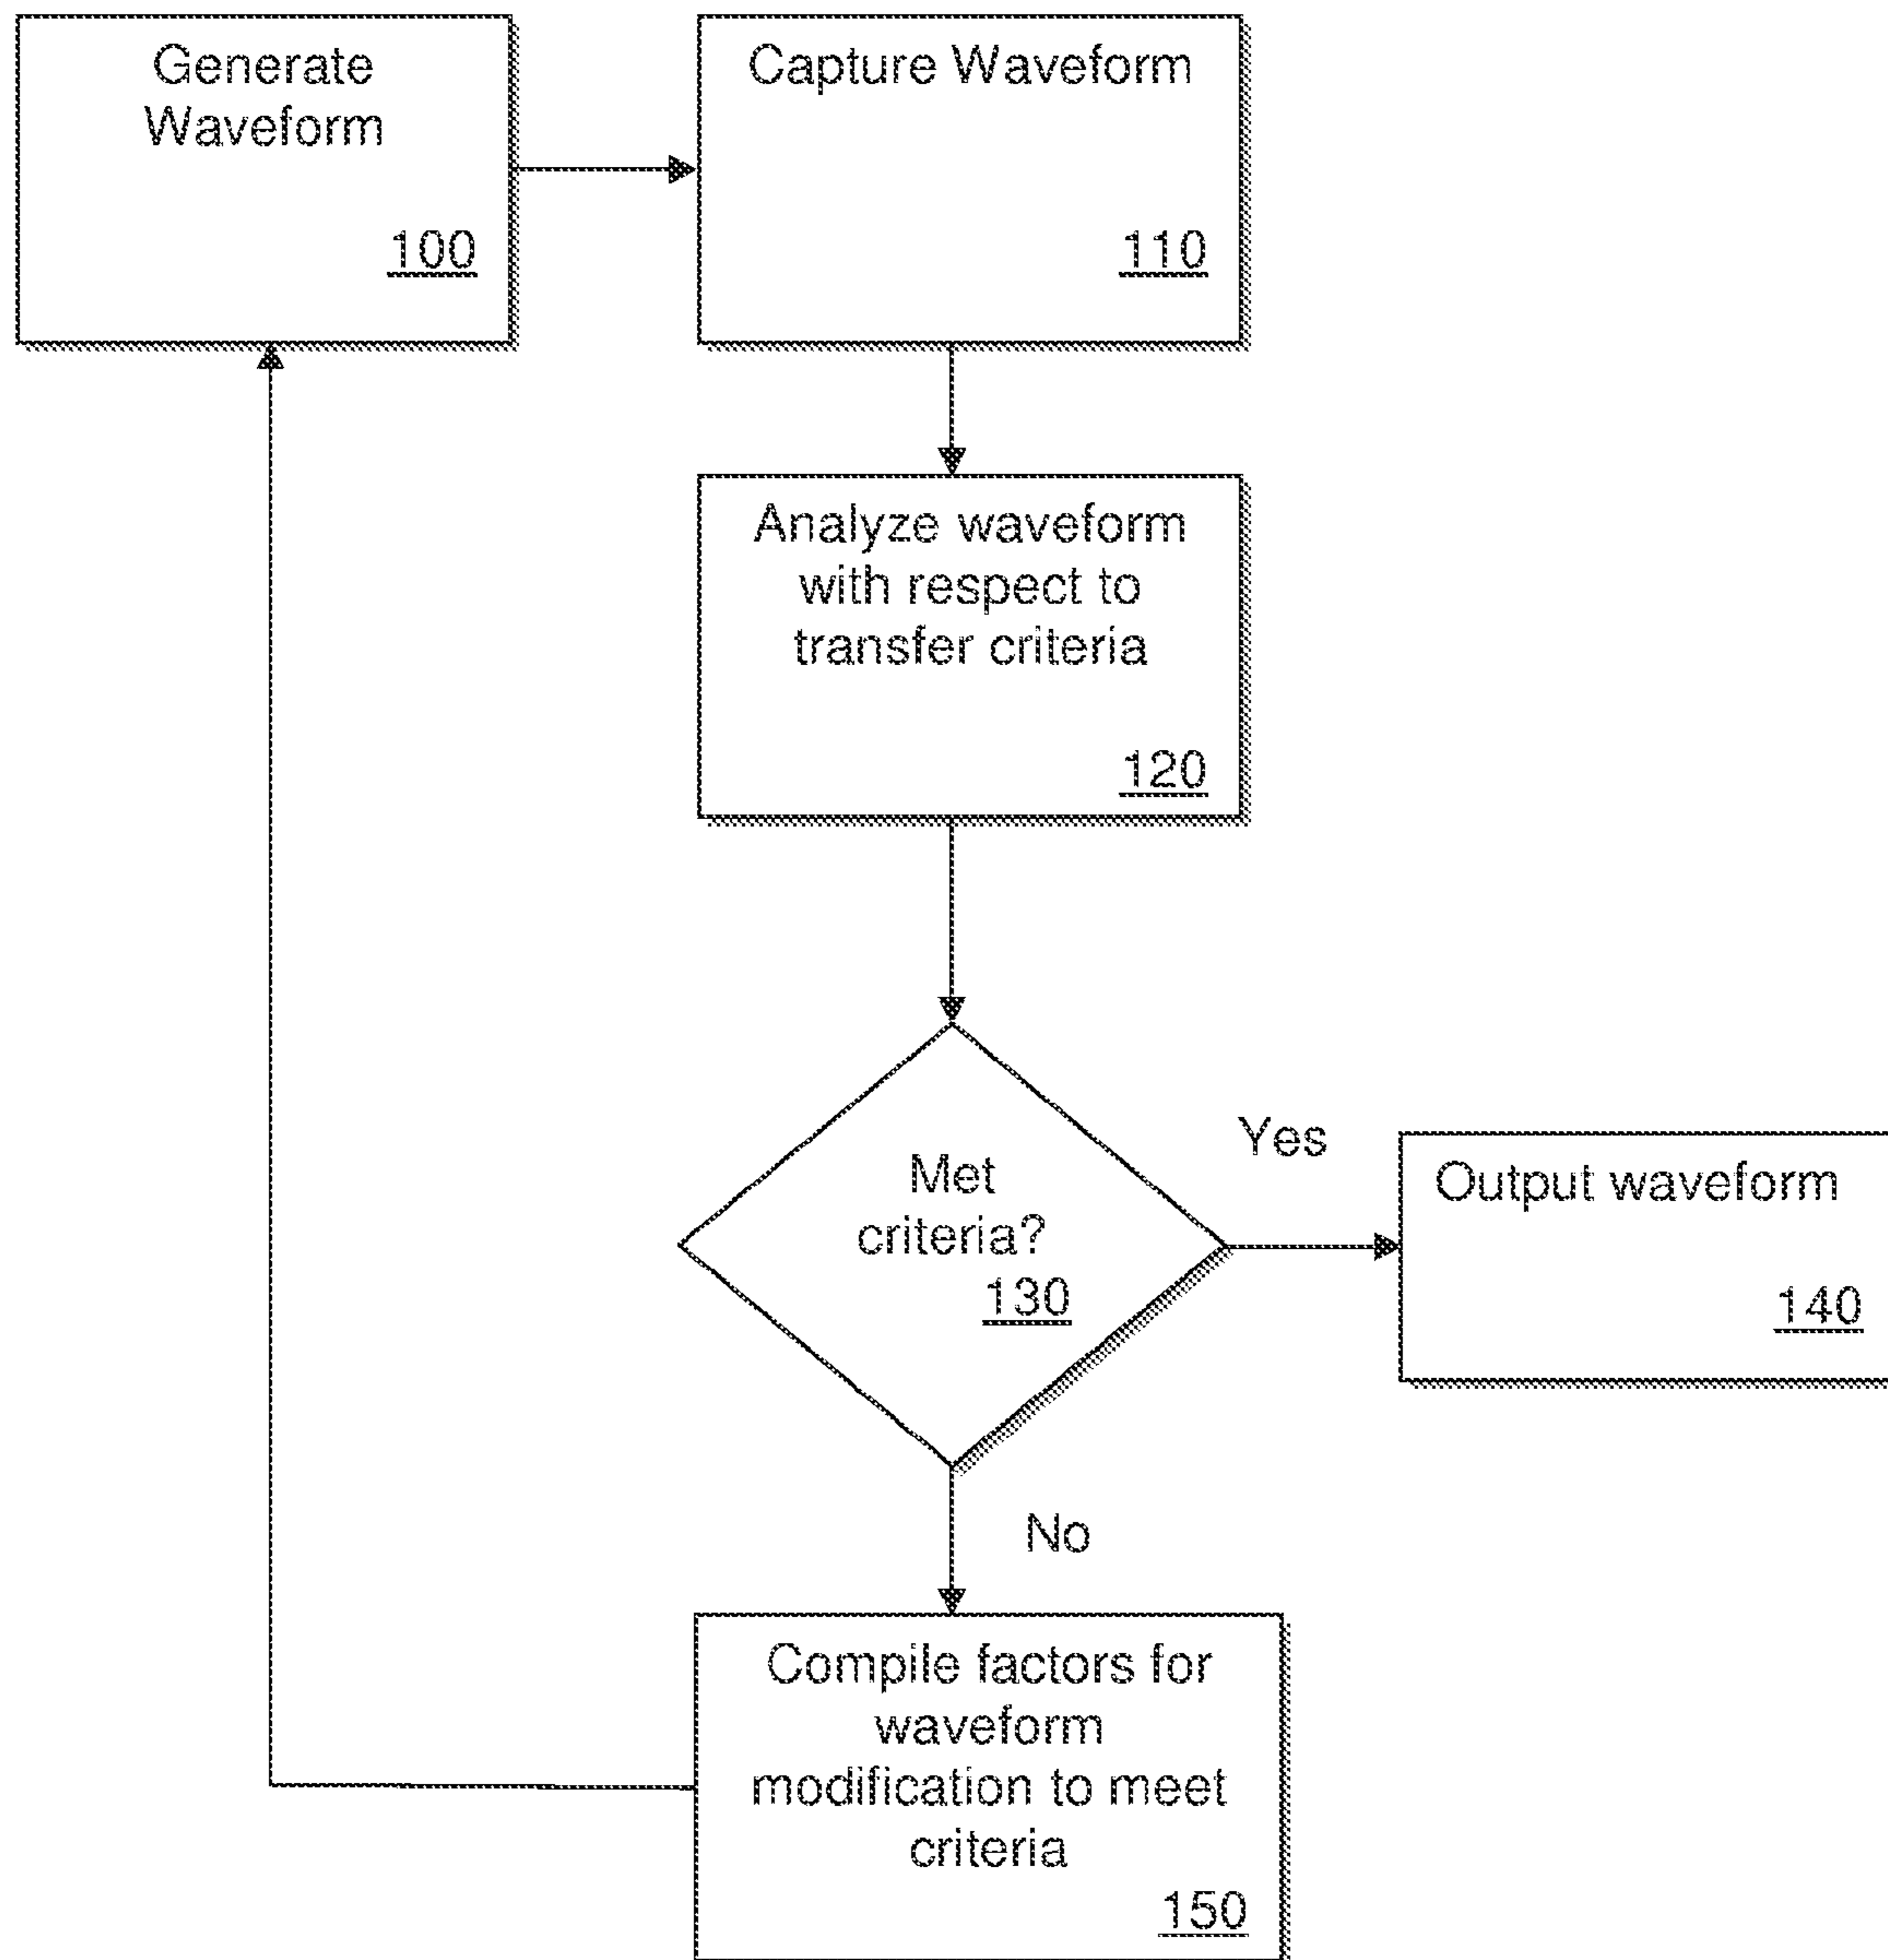 Generate
Waveform
100
Capture Waveform
110
Analyze waveform
with respect to
transfer criteria
120
Met
criteria?
130
Yes
Output waveform
140
No
Compile factors for
waveform
modification to meet
criteria
150